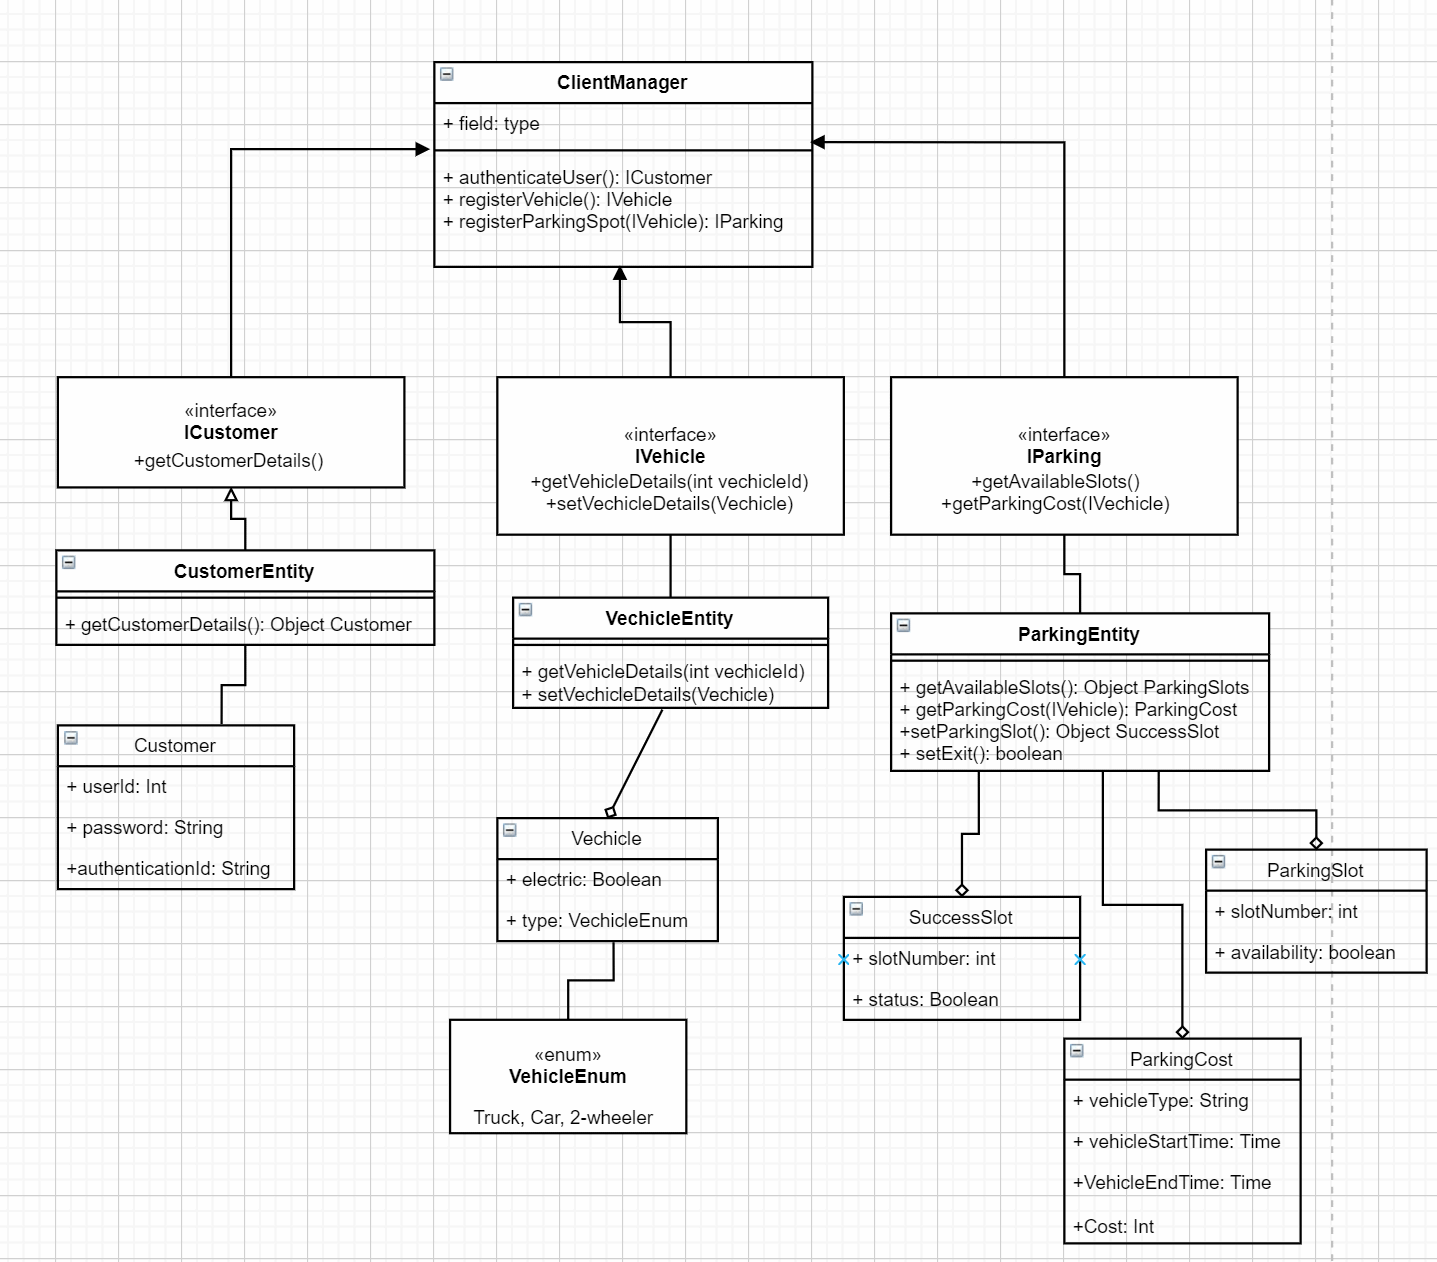 ClientManager
+ field: type
+ authenticateUser(): ICustomer
+ registerVehicle(): IVehicle
+ registerParkingSpot(IVehicle): IParking
«interface»
ICustomer
+getCustomerDetails()
«interface»
IVehicle
+getVehicleDetails(int vechicleId)
+setVechicleDetails(Vechicle)
«interface»
IParking
+getAvailableSlots()
+getParkingCost(IVechicle)
CustomerEntity
+ getCustomerDetails(): Object Customer
VechicleEntity
+ getVehicleDetails(int vechicleId)
+ setVechicleDetails(Vechicle)
ParkingEntity
+ getAvailableSlots(): Object ParkingSlots
+ getParkingCost(IVehicle): ParkingCost
+setParkingSlot(): Object SuccessSlot
+ setExit(): boolean
Customer
+ userId: Int
+ password: String
+authenticationId: String
Vechicle
+ electric: Boolean
+ type: VechicleEnum
«enum»
VehicleEnum
Truck, Car, 2-wheeler
SuccessSlot
+ slotNumber: int
+ status: Boolean
ParkingSlot
+ slotNumber: int
+ availability: boolean
ParkingCost
+ vehicleType: String
+ vehicleStartTime: Time
+VehicleEndTime: Time
+Cost: Int